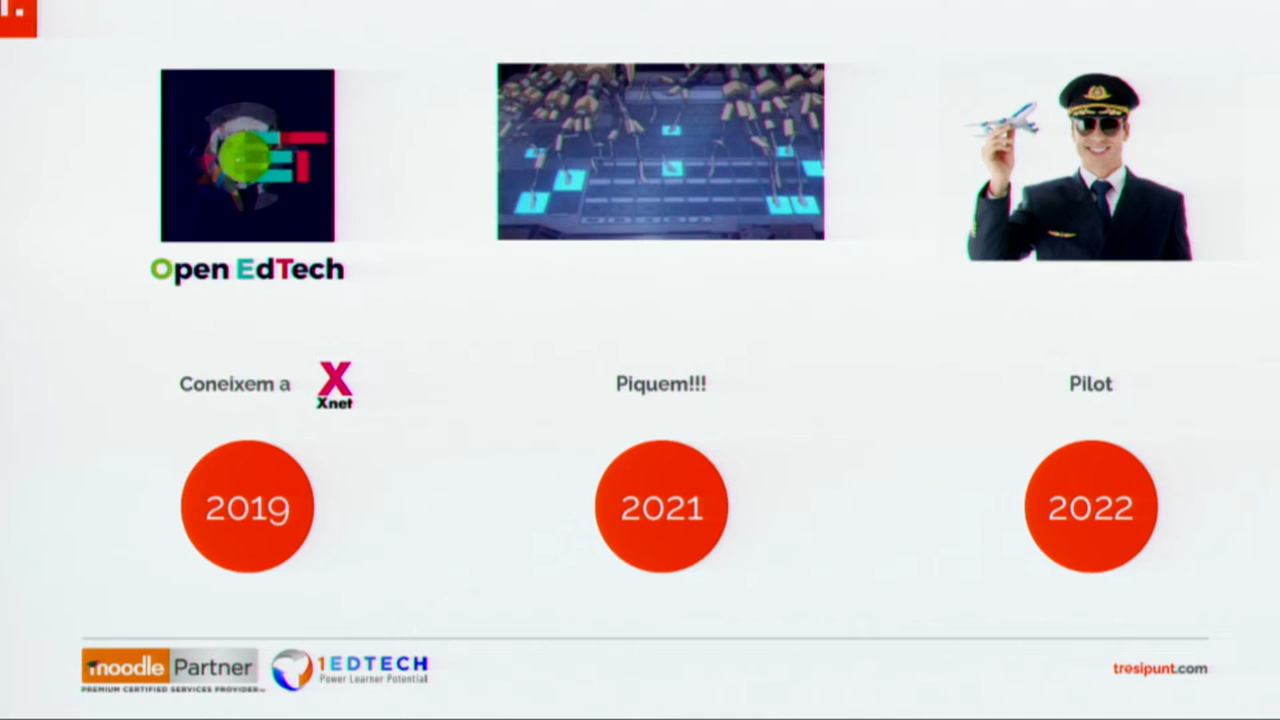 Open EdTech
Coneixem a
X
Xnet
Piquem!!!
Pilot
2019
2021
2022
moodle Partner
PREMIUM CERTIFIED SERVICES PROVIDER
1EDTECH
Power Learner Potential
tresipunt.com